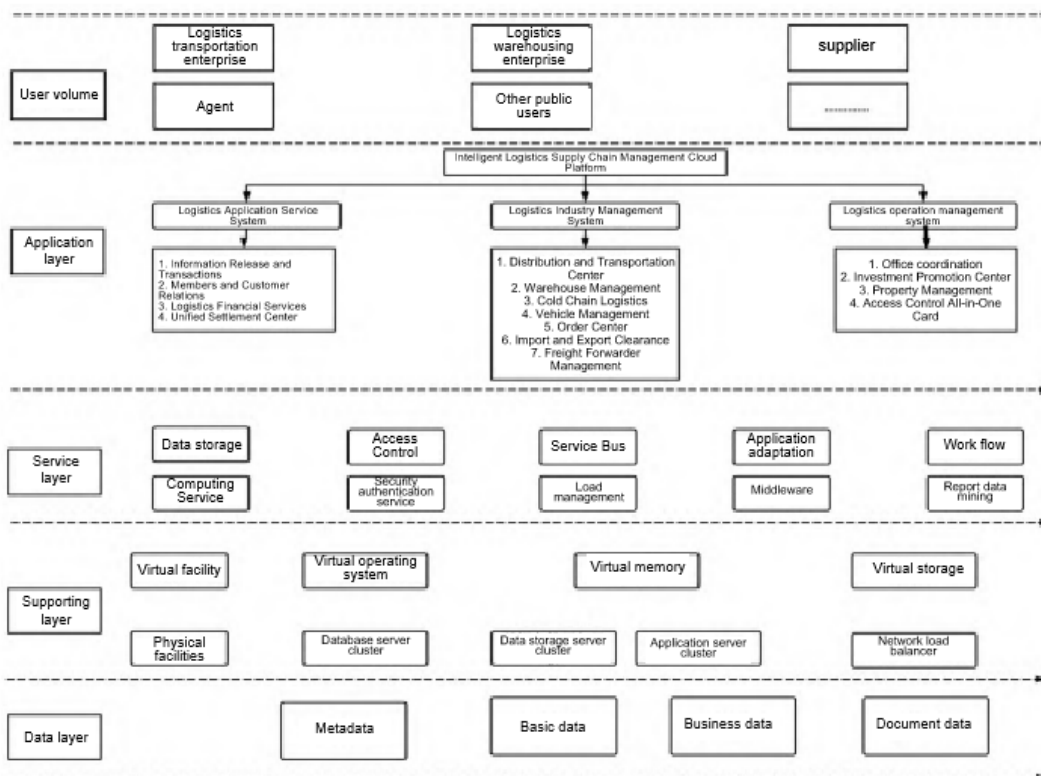 Logistics
transportation
enterprise
Logistics
warehousing
enterprise
supplier
User volume
Agent
Other public
users
Intelligent Logistics Supply Chain Management Cloud
Platform
Logistics Application Service
System
Logistics Industry Management
System
Logistics operation management
system
Application
layer
1. Information Release and
Transactions
2. Members and Customer
Relations
3. Logistics Financial Services
4. Unified Settlement Center
1. Distribution and Transportation
Center
2. Warehouse Management
3. Cold Chain Logistics
4. Vehicle Management
5. Order Center
6. Import and Export Clearance
7. Freight Forwarder
Management
1. Office coordination
2. Investment Promotion Center
3. Property Management
4. Access Control All-in-One
Card
Service
layer
Data storage
Access
Control
Service Bus
Application
adaptation
Work flow
Computing
Service
Security
authentication
service
Load
management
Middleware
Report data
mining
Supporting
layer
Virtual facility
Virtual operating
system
Virtual memory
Virtual storage
Physical
facilities
Database server
cluster
Data storage server
cluster
Application server
cluster
Network load
balancer
Data layer
Metadata
Basic data
Business data
Document data